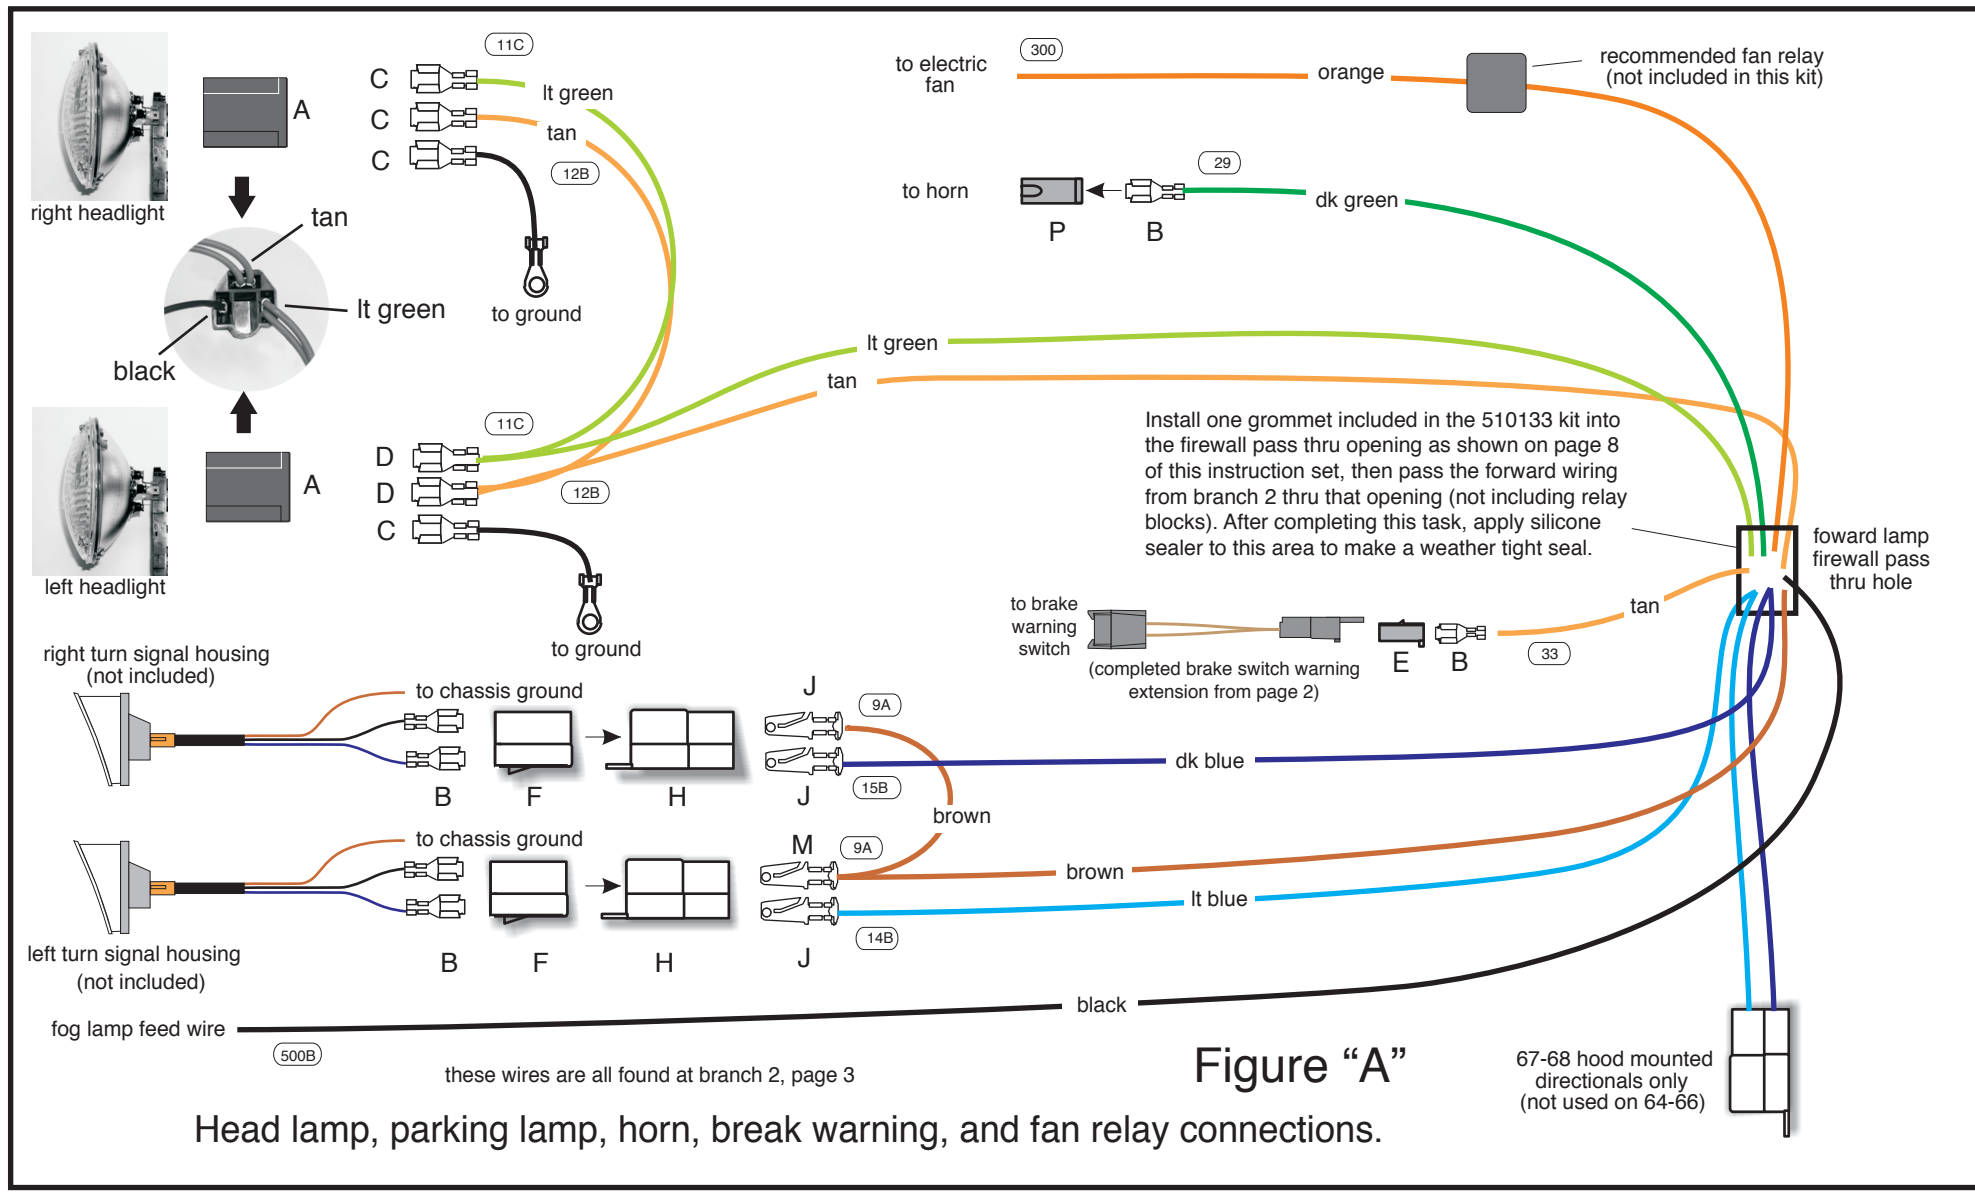 right headlight
A
tan
lt green
black
A
left headlight
C
C
C
11C
lt green
tan
12B
to ground
D
D
C
11C
12B
to ground
to electric
fan
300
orange
recommended fan relay
(not included in this kit)
to horn
P
B
29
dk green
lt green
tan
Install one grommet included in the 510133 kit into
the firewall pass thru opening as shown on page 8
of this instruction set, then pass the forward wiring
from branch 2 thru that opening (not including relay
blocks). After completing this task, apply silicone
sealer to this area to make a weather tight seal.
foward lamp
firewall pass
thru hole
to brake
warning
switch
(completed brake switch warning
extension from page 2)
E
B
33
tan
right turn signal housing
(not included)
to chassis ground
B
F
H
J
J
9A
15B
dk blue
brown
to chassis ground
B
F
H
M
J
9A
14B
brown
lt blue
left turn signal housing
(not included)
fog lamp feed wire
500B
black
these wires are all found at branch 2, page 3
Figure “A”
67-68 hood mounted
directionals only
(not used on 64-66)
Head lamp, parking lamp, horn, break warning, and fan relay connections.